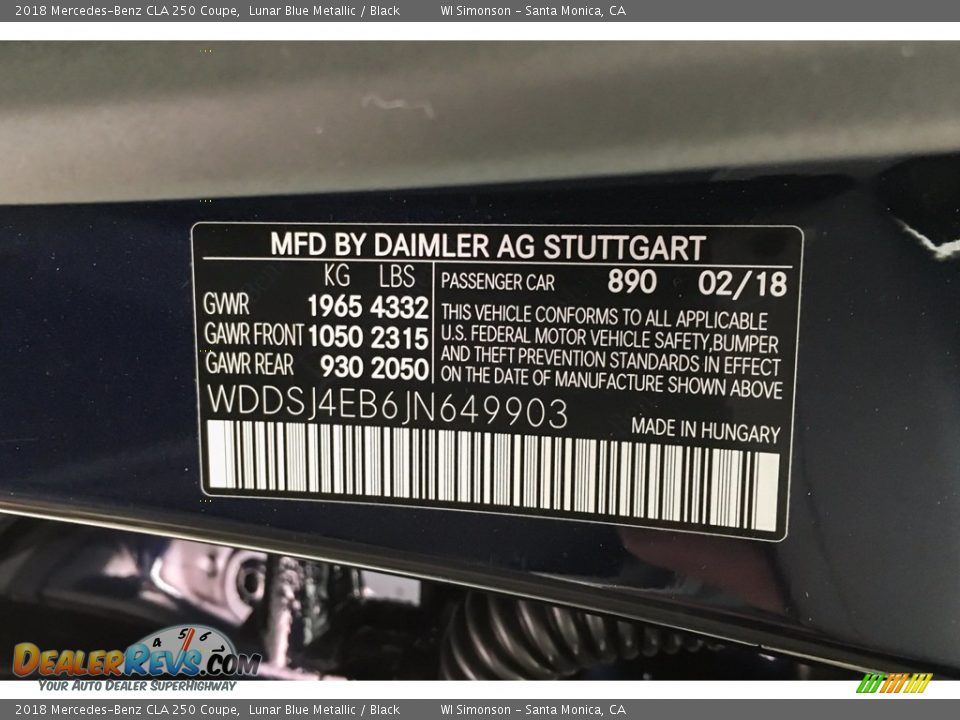 2018 Mercedes-Benz CLA 250 Coupe, Lunar Blue Metallic / Black WI Simonson - Santa Monica, CA
MFD BY DAIMLER AG STUTTGART
KG LBS
GVWR 1965 4332
GAWR FRONT 1050 2315
GAWR REAR 930 2050
PASSENGER CAR 890 02/18
THIS VEHICLE CONFORMS TO ALL APPLICABLE
U.S. FEDERAL MOTOR VEHICLE SAFETY,BUMPER
AND THEFT PREVENTION STANDARDS IN EFFECT
ON THE DATE OF MANUFACTURE SHOWN ABOVE
WDDSJ4EB6JN649903
MADE IN HUNGARY
4 5 6
DEALERREVS.COM
YOUR AUTO DEALER SUPERHIGHWAY
2018 Mercedes-Benz CLA 250 Coupe, Lunar Blue Metallic / Black WI Simonson - Santa Monica, CA